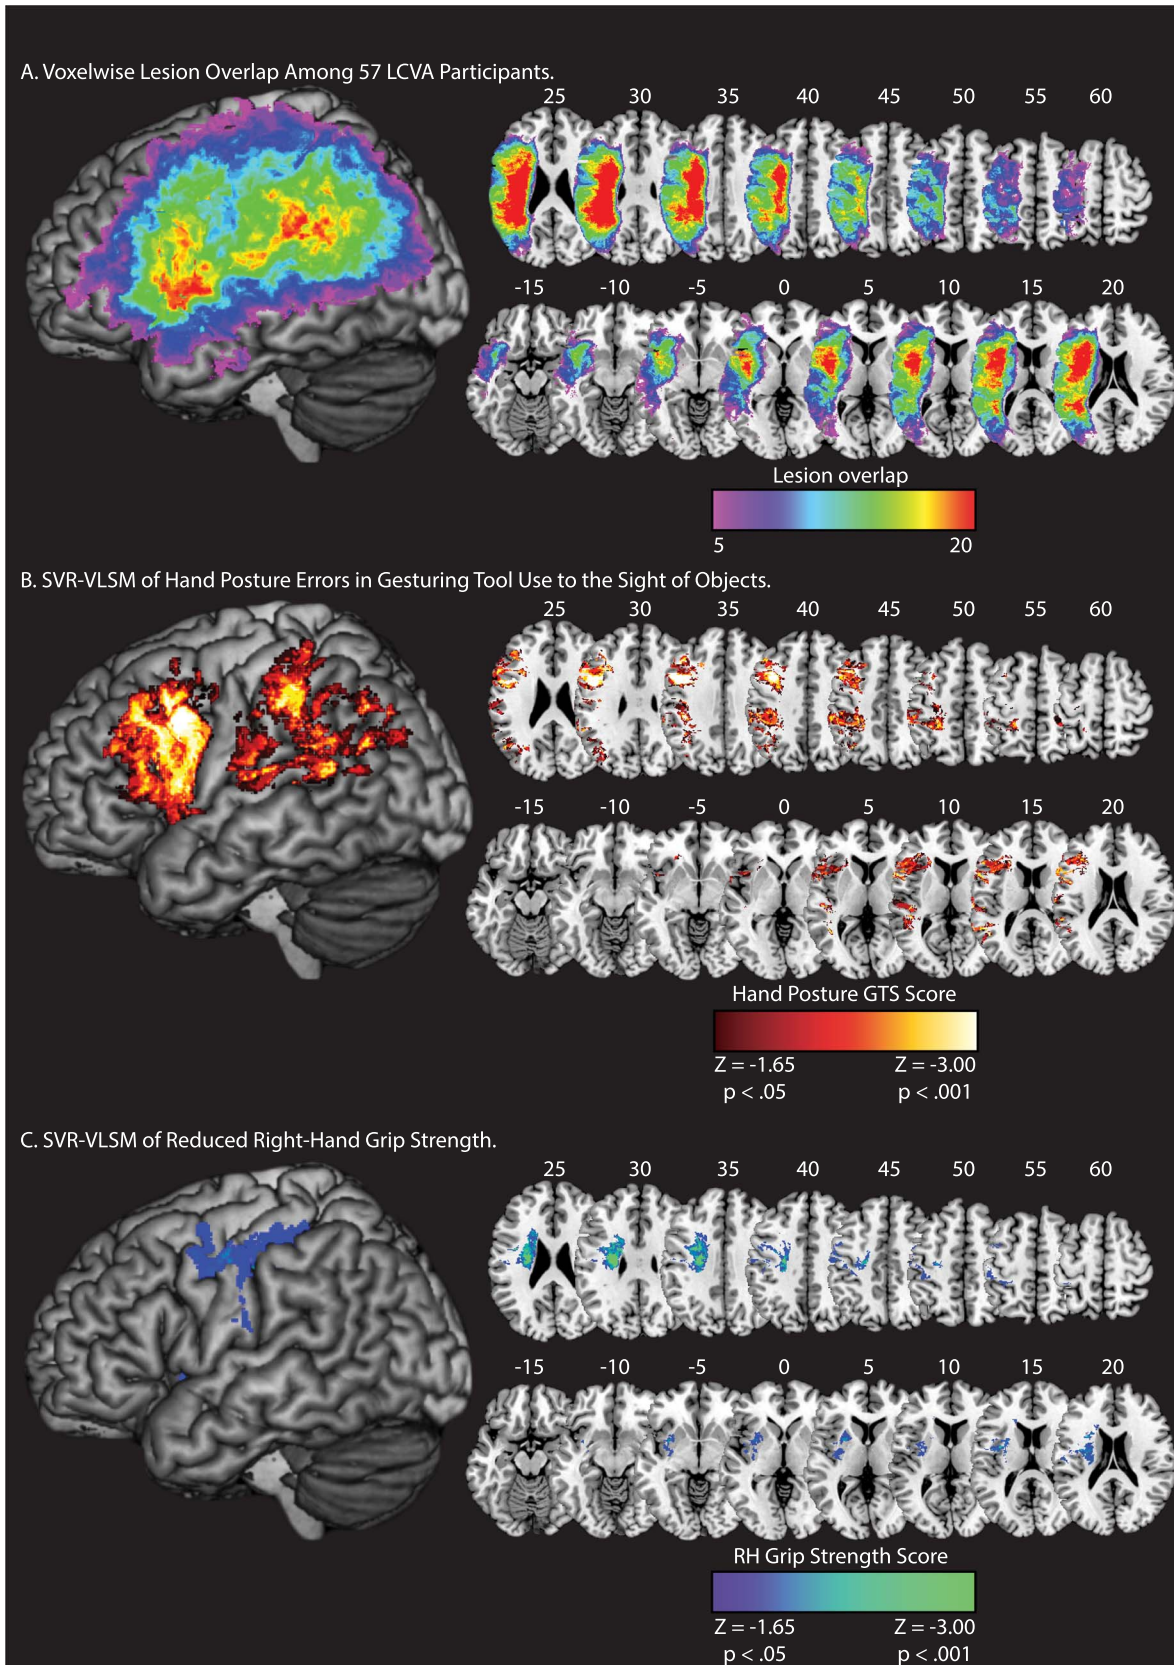 A. Voxelwise Lesion Overlap Among 57 LCVA Participants.
25 30 35 40 45 50 55 60
-15 -10 -5 0 5 10 15 20
Lesion overlap
5 20
B. SVR-VLSM of Hand Posture Errors in Gesturing Tool Use to the Sight of Objects.
25 30 35 40 45 50 55 60
-15 -10 -5 0 5 10 15 20
Hand Posture GTS Score
Z = -1.65 Z = -3.00
p < .05 p < .001
C. SVR-VLSM of Reduced Right-Hand Grip Strength.
25 30 35 40 45 50 55 60
-15 -10 -5 0 5 10 15 20
RH Grip Strength Score
Z = -1.65 Z = -3.00
p < .05 p < .001